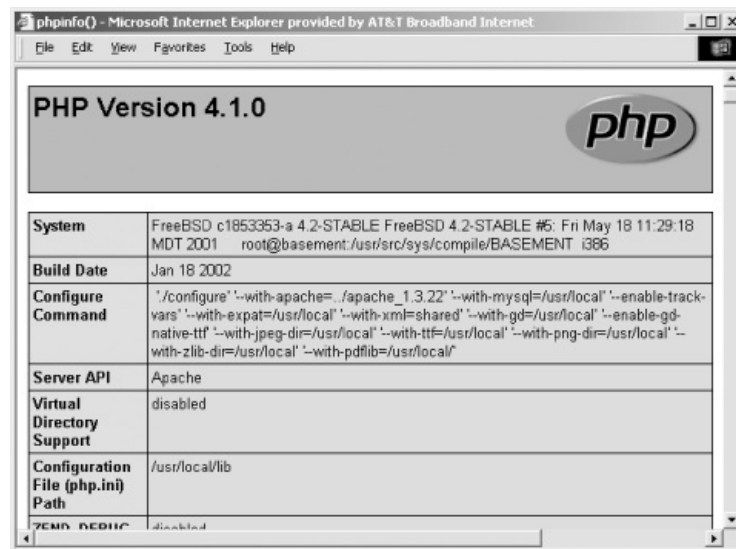 phpinfo() - Microsoft Internet Explorer provided by AT&T Broadband Internet
File Edit View Favorites Tools Help
PHP Version 4.1.0
php
System
FreeBSD c1853353-a 4.2-STABLE FreeBSD 4.2-STABLE #5: Fri May 18 11:29:18
MDT 2001 root@basement:/usr/src/sys/compile/BASEMENT i386
Build Date
Jan 18 2002
Configure
Command
'./configure' '--with-apache=../apache_1.3.22' '--with-mysql=/usr/local' '--enable-track-
vars' '--with-expat=/usr/local' '--with-xml=shared' '--with-gd=/usr/local' '--enable-gd-
native-ttf' '--with-jpeg-dir=/usr/local' '--with-ttf=/usr/local' '--with-png-dir=/usr/local' '--
with-zlib-dir=/usr/local' '--with-pdflib=/usr/local/'
Server API
Apache
Virtual
Directory
Support
disabled
Configuration
File (php.ini)
Path
/usr/local/lib
ZEND_DEBUG
disabled